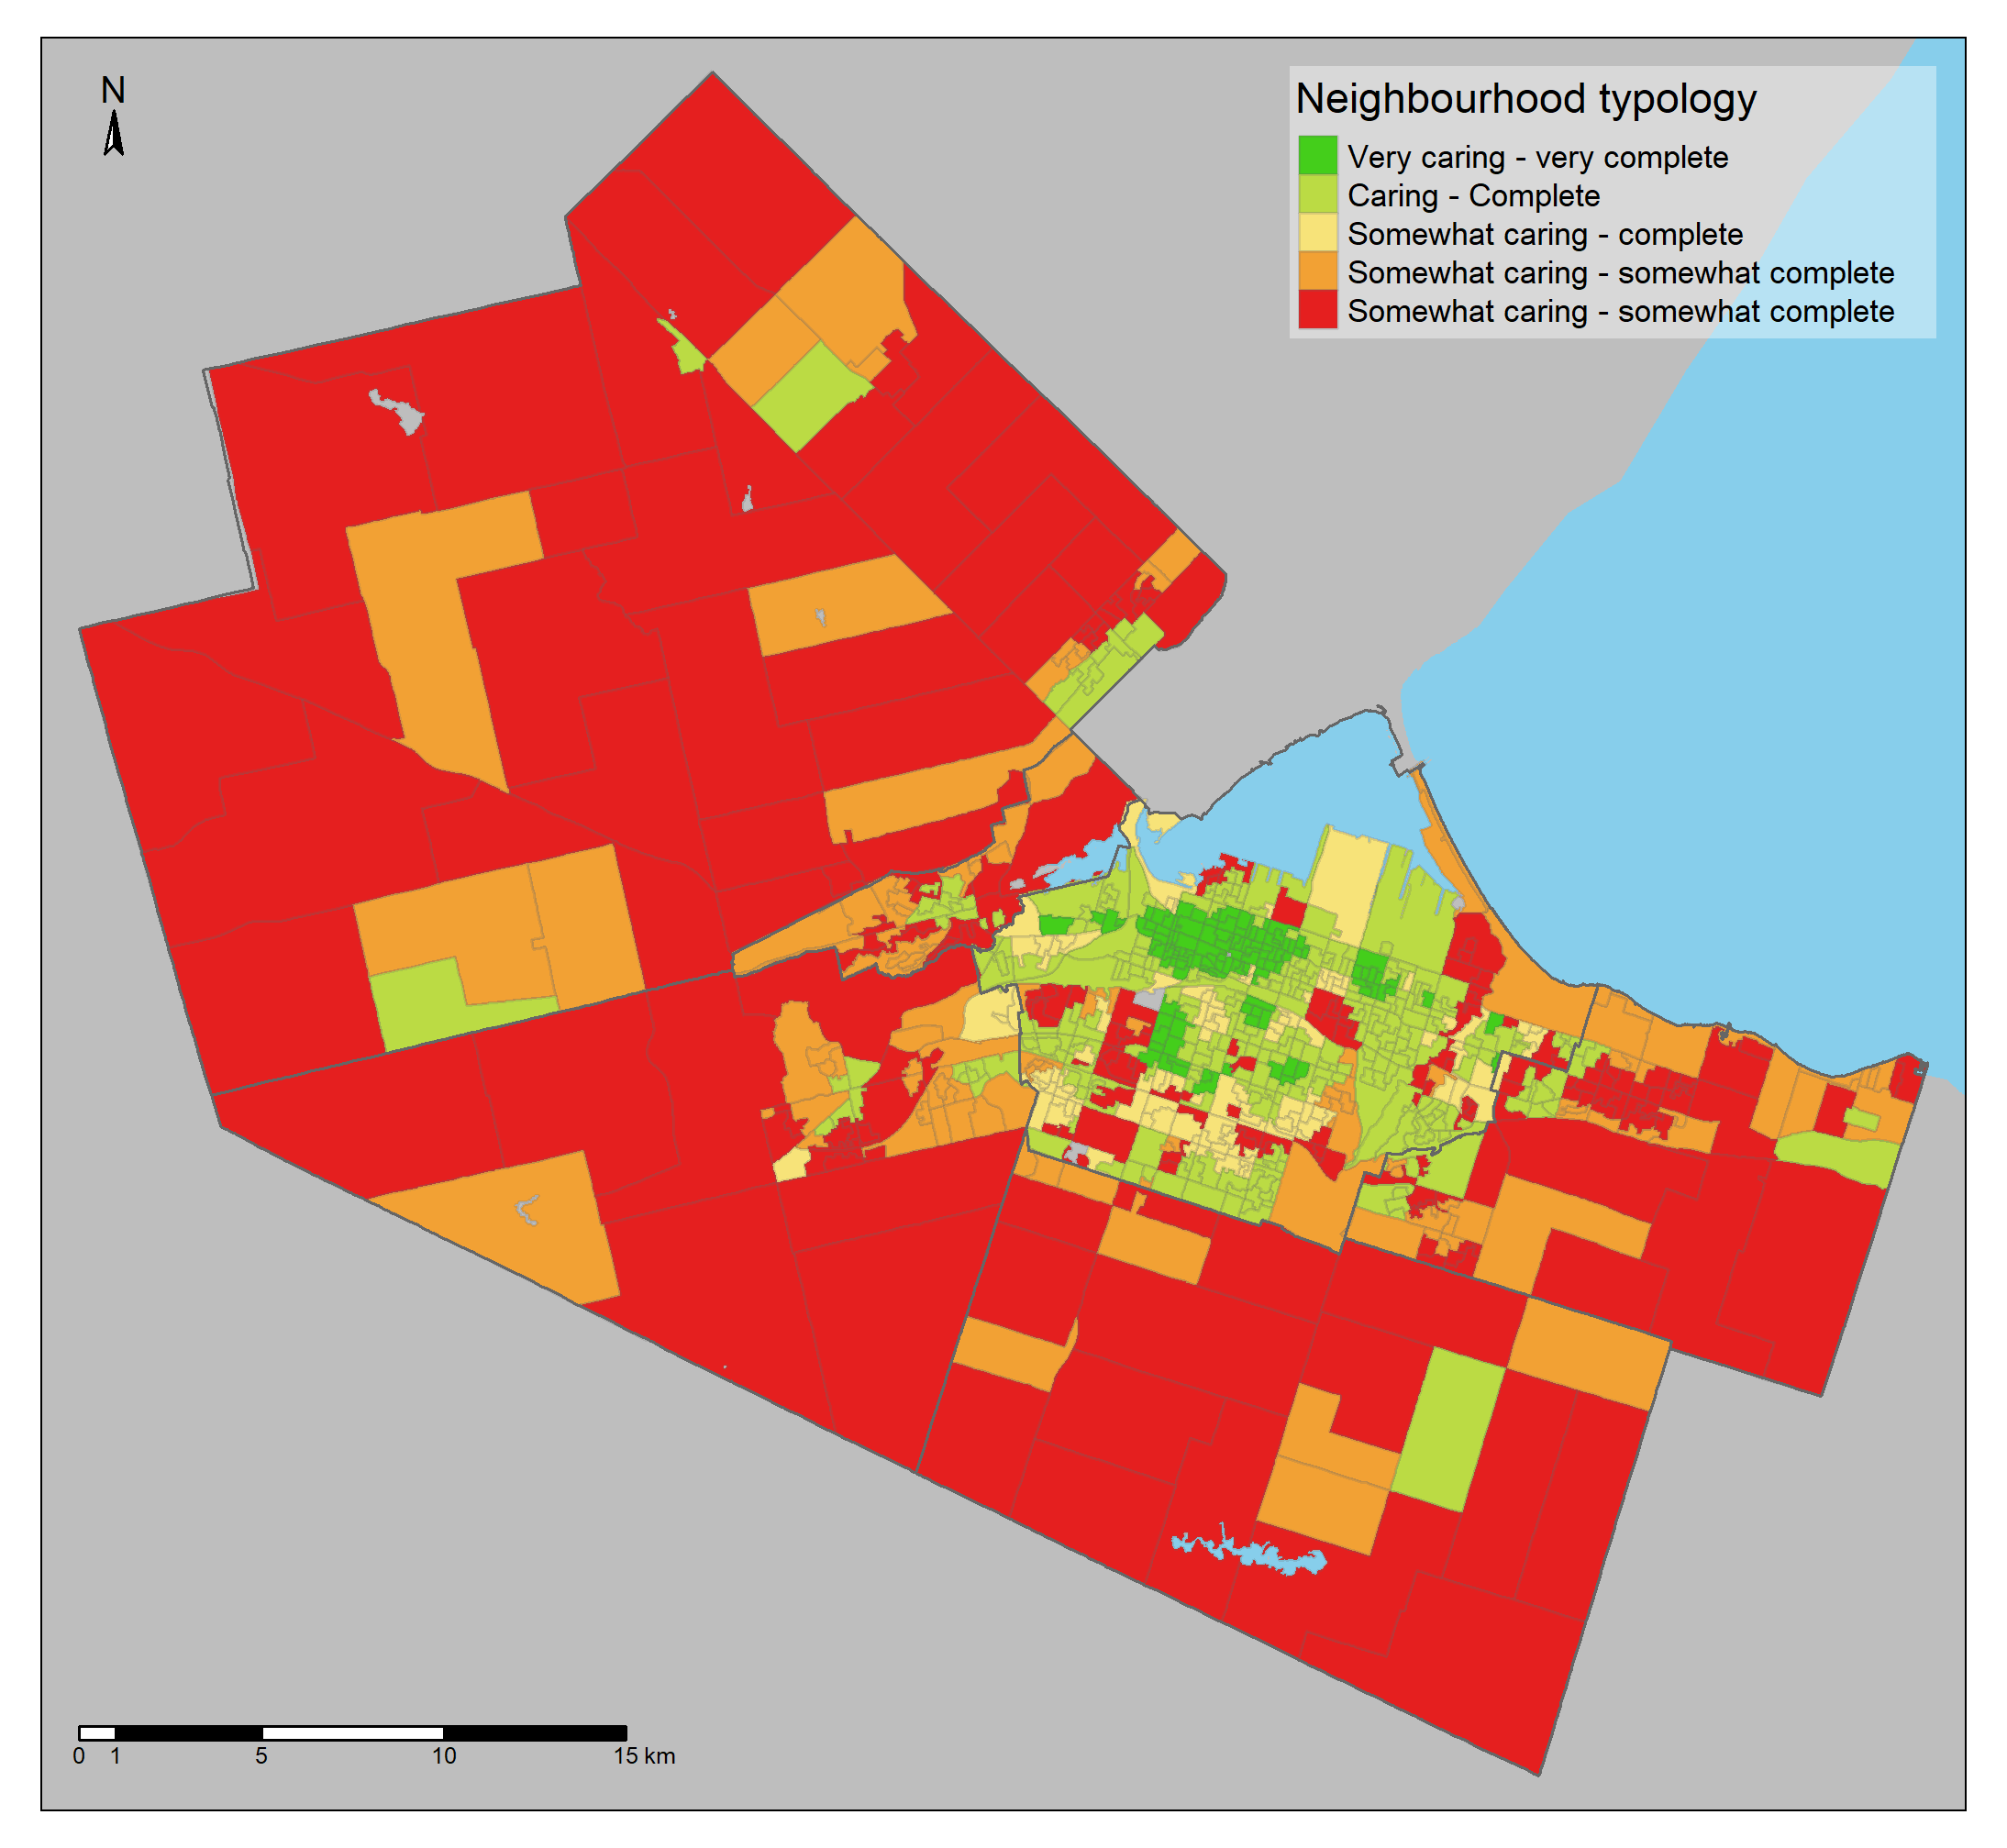 N
Neighbourhood typology
Very caring - very complete
Caring - Complete
Somewhat caring - complete
Somewhat caring - somewhat complete
Somewhat caring - somewhat complete
0 1 5 10 15 km